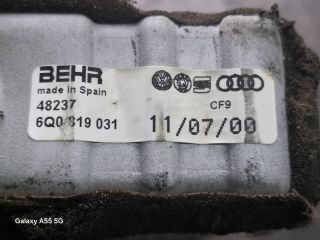 BEHR
made in Spain
48237
CF9
6Q0 819 031
11/07/00
Galaxy A55 5G